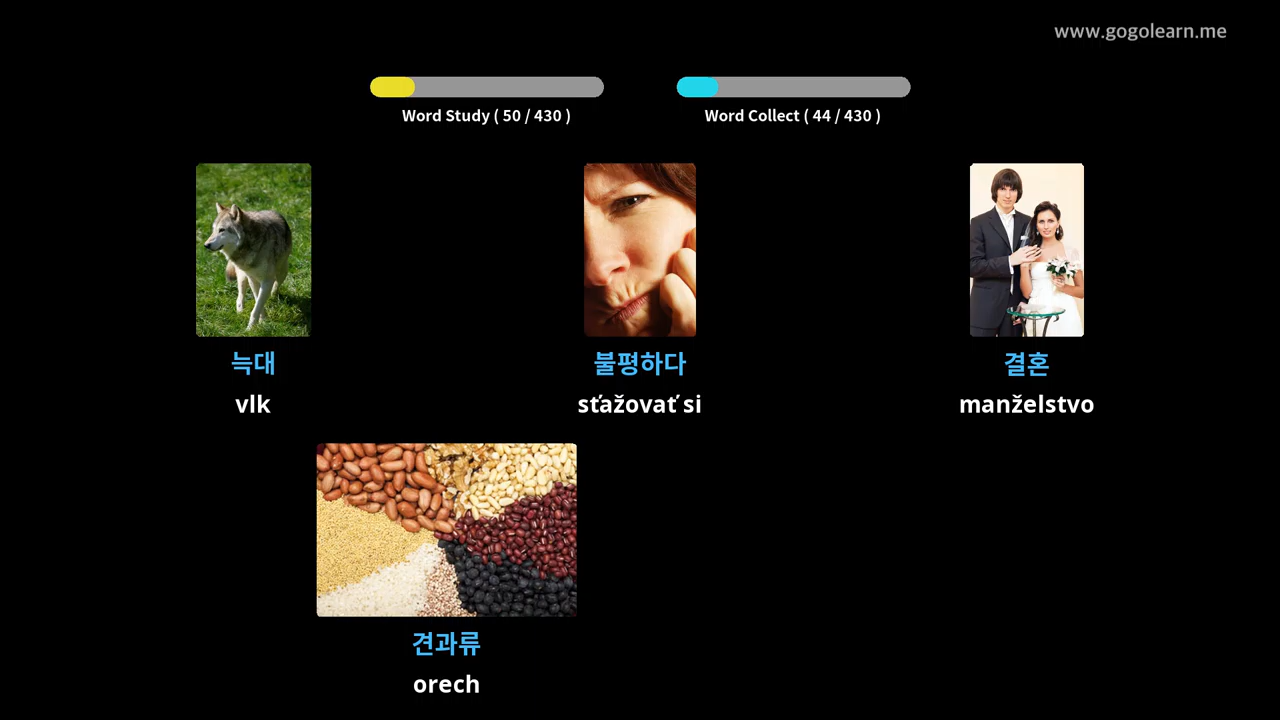 www.gogolearn.me
Word Study ( 50 / 430 )
Word Collect ( 44 / 430 )
늑대
불평하다
결혼
vlk
sťažovať si
manželstvo
견과류
orech